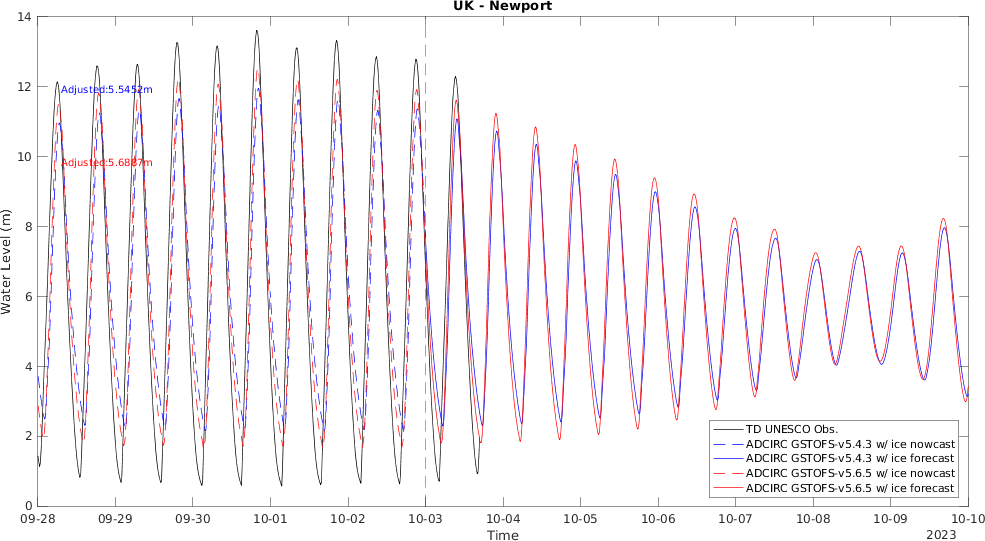 UK - Newport
14
12
10
8
6
4
2
0
Water Level (m)
Adjusted:5.5452m
Adjusted:5.6887m
TD UNESCO Obs.
ADCIRC GSTOFS-v5.4.3 w/ ice nowcast
ADCIRC GSTOFS-v5.4.3 w/ ice forecast
ADCIRC GSTOFS-v5.6.5 w/ ice nowcast
ADCIRC GSTOFS-v5.6.5 w/ ice forecast
09-28 09-29 09-30 10-01 10-02 10-03 10-04 10-05 10-06 10-07 10-08 10-09 10-10
Time
2023